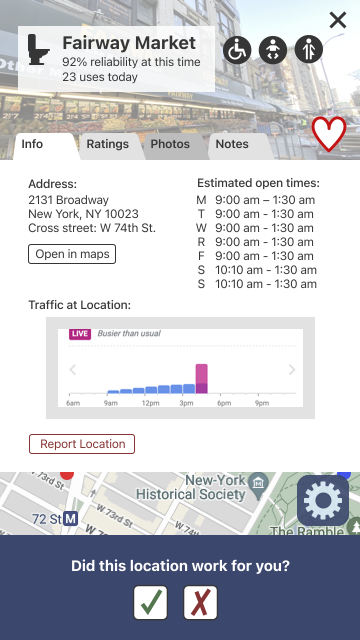 Fairway Market
92% reliability at this time
23 uses today
Info
Ratings
Photos
Notes
Address:
2131 Broadway
New York, NY 10023
Cross street: W 74th St.
Open in maps
Estimated open times:
M 9:00 am – 1:30 am
T 9:00 am - 1:30 am
W 9:00 am - 1:30 am
R 9:00 am - 1:30 am
F 9:00 am - 1:30 am
S 10:10 am - 1:30 am
S 10:10 am - 1:30 am
Traffic at Location:
LIVE Busier than usual
6am 9am 12pm 3pm 6pm 9pm
Report Location
New-York
Historical Society
W 73rd St
72 St M
W 73rd St
W 74th
The Ramble
Did this location work for you?